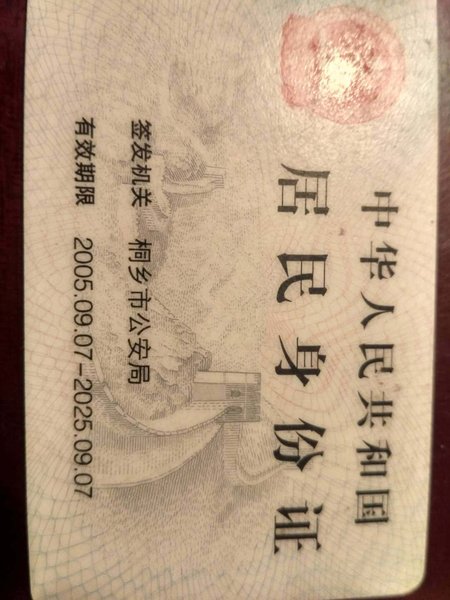 中华人民共和国
居民身份证
签发机关 桐乡市公安局
有效期限 2005.09.07-2025.09.07